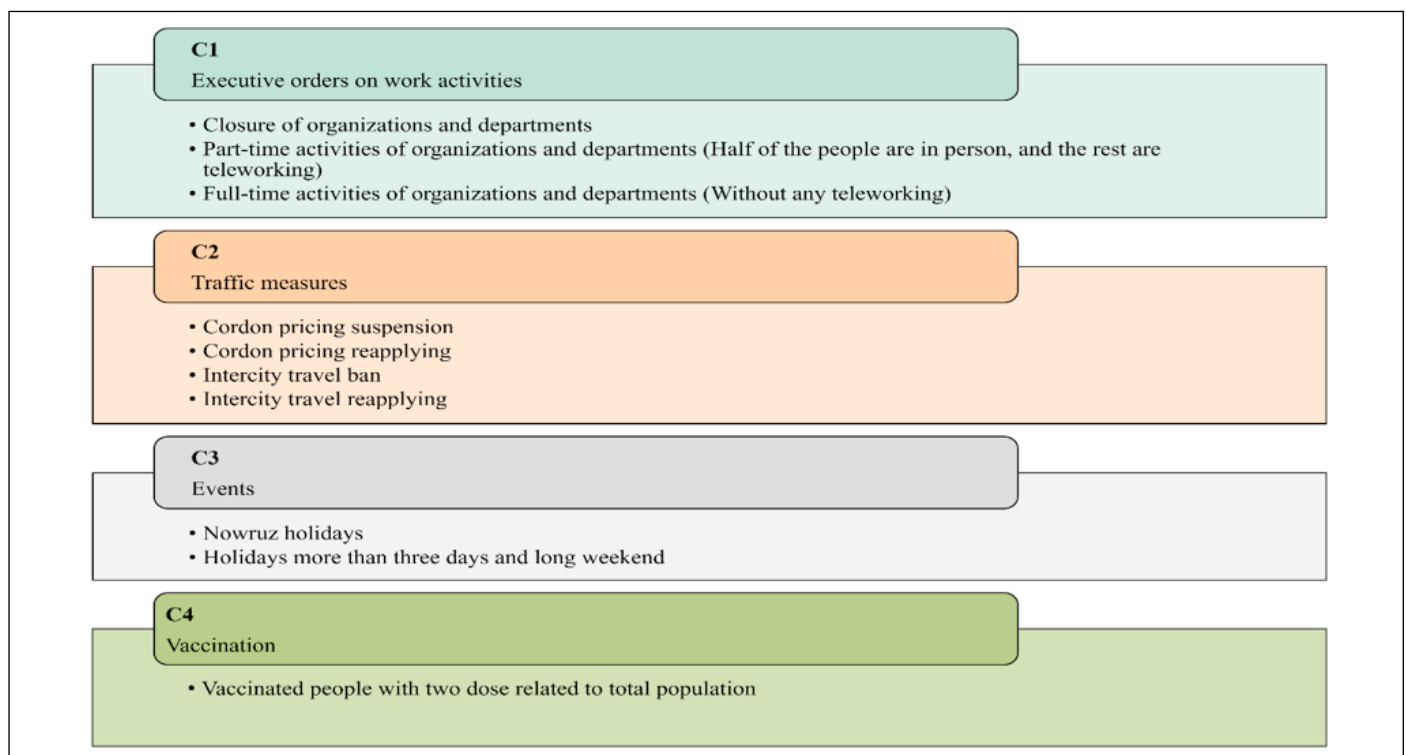 C1
Executive orders on work activities
• Closure of organizations and departments
• Part-time activities of organizations and departments (Half of the people are in person, and the rest are
teleworking)
• Full-time activities of organizations and departments (Without any teleworking)
C2
Traffic measures
• Cordon pricing suspension
• Cordon pricing reapplying
• Intercity travel ban
• Intercity travel reapplying
C3
Events
• Nowruz holidays
• Holidays more than three days and long weekend
C4
Vaccination
• Vaccinated people with two dose related to total population